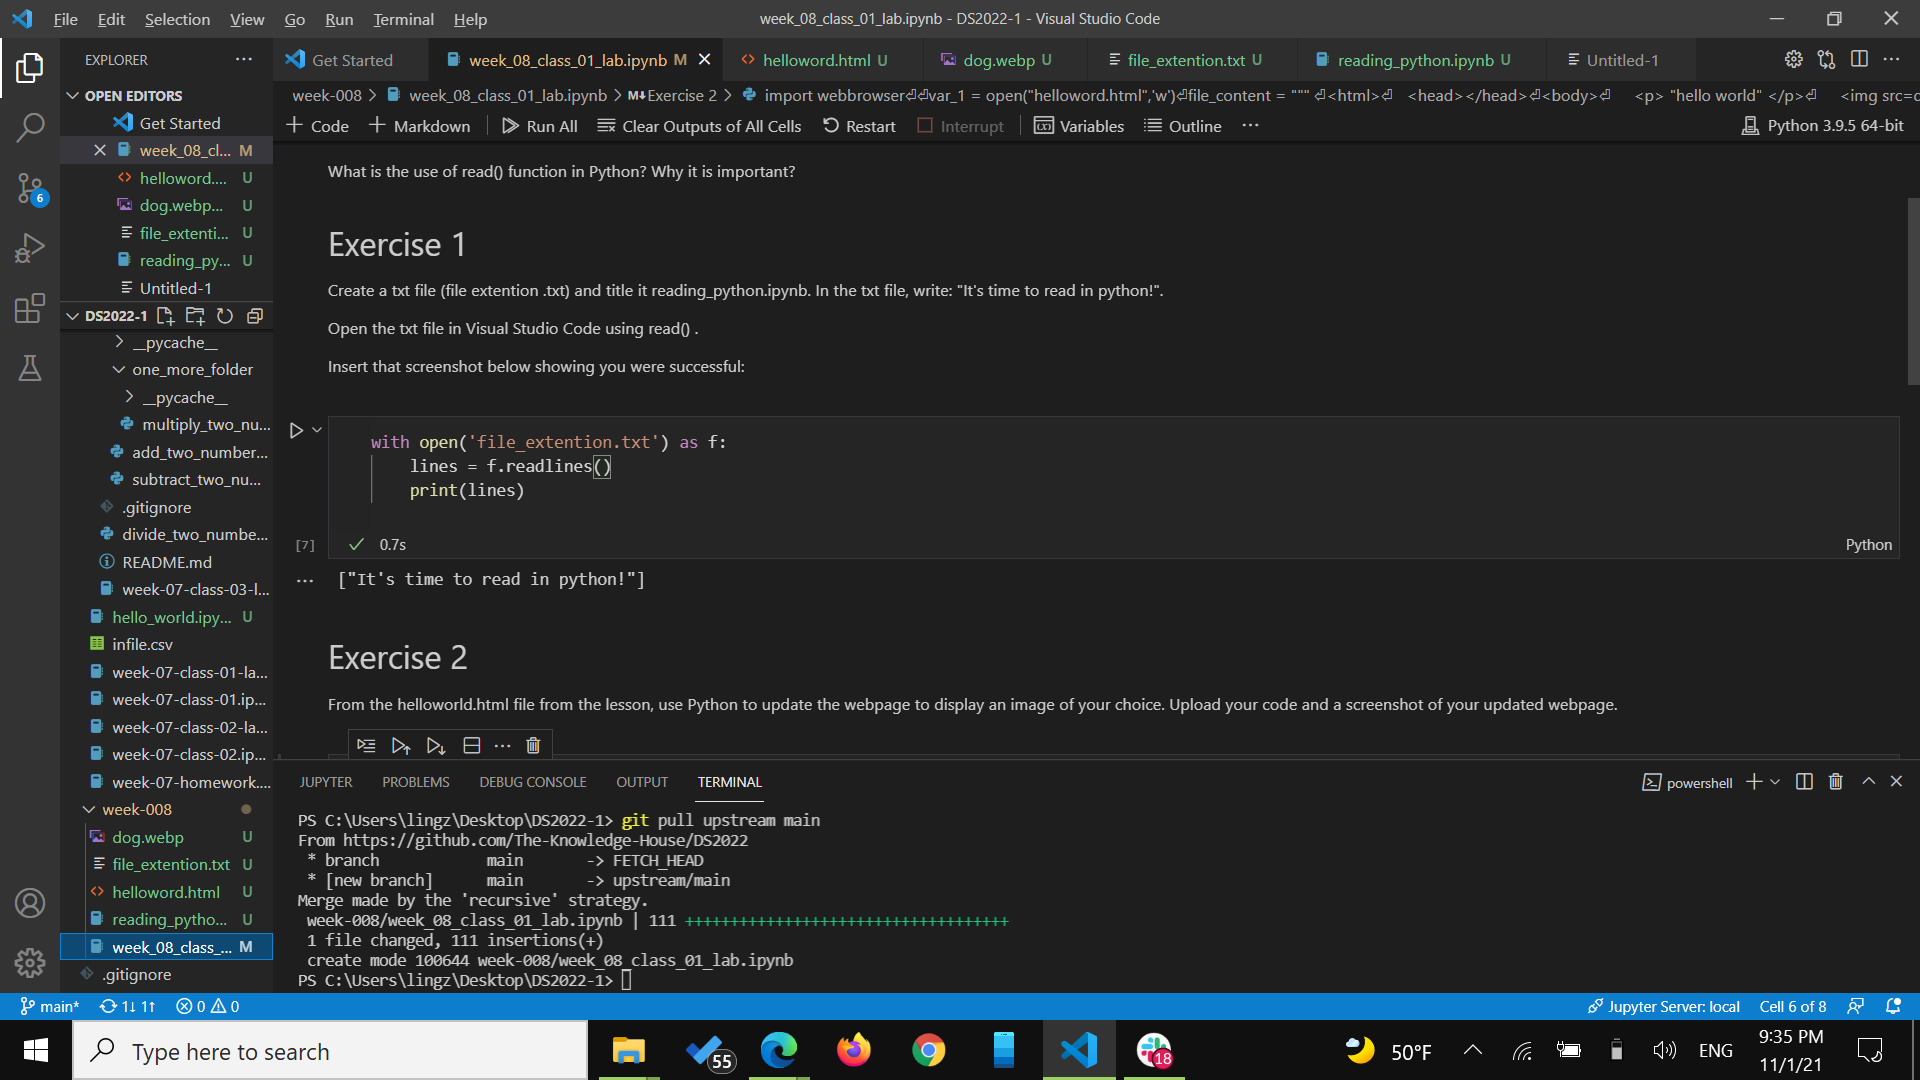 File Edit Selection View Go Run Terminal Help
week_08_class_01_lab.ipynb - DS2022-1 - Visual Studio Code
EXPLORER
Get Started
week_08_class_01_lab.ipynb M
helloword.html U
dog.webp U
file_extention.txt U
reading_python.ipynb U
Untitled-1
OPEN EDITORS
Get Started
week_08_cl... M
helloword.... U
dog.webp... U
file_extenti... U
reading_py... U
Untitled-1
DS2022-1
__pycache__
one_more_folder
__pycache__
multiply_two_nu...
add_two_number...
subtract_two_nu...
.gitignore
divide_two_numbe...
README.md
week-07-class-03-l...
hello_world.ipy... U
infile.csv
week-07-class-01-la...
week-07-class-01.ip...
week-07-class-02-la...
week-07-class-02.ip...
week-07-homework....
week-008
dog.webp U
file_extention.txt U
helloword.html U
reading_pytho... U
week_08_class_... M
.gitignore
6
week-008 > week_08_class_01_lab.ipynb > M↓Exercise 2 > import webbrowser⏎⏎var_1 = open("helloword.html",'w')⏎file_content = """ ⏎<html>⏎ <head></head>⏎<body>⏎ <p> "hello world" </p>⏎ <img src=
+ Code + Markdown Run All Clear Outputs of All Cells Restart Interrupt Variables Outline ... Python 3.9.5 64-bit
What is the use of read() function in Python? Why it is important?
Exercise 1
Create a txt file (file extention .txt) and title it reading_python.ipynb. In the txt file, write: "It's time to read in python!".
Open the txt file in Visual Studio Code using read() .
Insert that screenshot below showing you were successful:
with open('file_extention.txt') as f:
lines = f.readlines()
print(lines)
[7] ✓ 0.7s Python
["It's time to read in python!"]
Exercise 2
From the helloworld.html file from the lesson, use Python to update the webpage to display an image of your choice. Upload your code and a screenshot of your updated webpage.
JUPYTER PROBLEMS DEBUG CONSOLE OUTPUT TERMINAL
powershell
PS C:\Users\lingz\Desktop\DS2022-1> git pull upstream main
From https://github.com/The-Knowledge-House/DS2022
* branch main -> FETCH_HEAD
* [new branch] main -> upstream/main
Merge made by the 'recursive' strategy.
week-008/week_08_class_01_lab.ipynb | 111 +++++++++++++++++++++++++++++++++++
1 file changed, 111 insertions(+)
create mode 100644 week-008/week_08_class_01_lab.ipynb
PS C:\Users\lingz\Desktop\DS2022-1>
main* 1↓ 1↑ 0 0
Jupyter Server: local Cell 6 of 8
Type here to search
55
18
50°F
ENG
9:35 PM
11/1/21